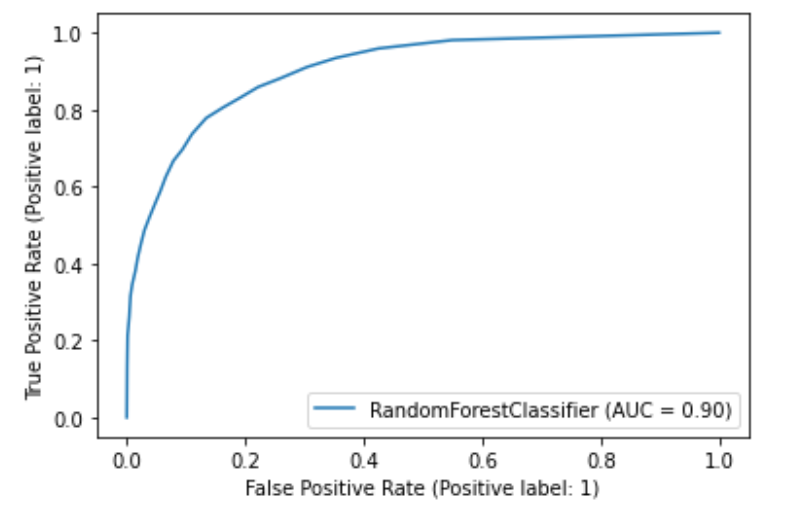 1.0
0.8
0.6
0.4
0.2
0.0
True Positive Rate (Positive label: 1)
RandomForestClassifier (AUC = 0.90)
0.0 0.2 0.4 0.6 0.8 1.0
False Positive Rate (Positive label: 1)